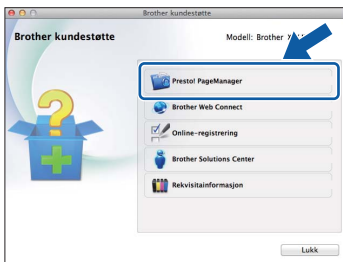 Brother kundestøtte
Brother kundestøtte
Modell: Brother
Presto! PageManager
Brother Web Connect
Online-registrering
Brother Solutions Center
Rekvisitainformasjon
Lukk